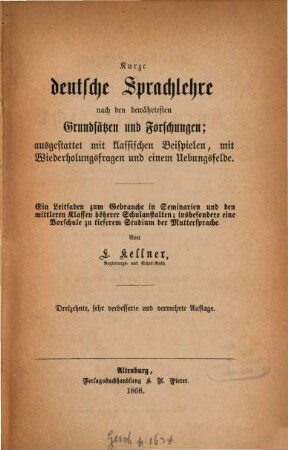 Kurze
deutsche Sprachlehre
nach den bewährtesten
Grundsätzen und Forschungen;
ausgestattet mit klassischen Beispielen, mit
Wiederholungsfragen und einem Uebungsfelde.
Ein Leitfaden zum Gebrauche in Seminarien und den
mittleren Klassen höherer Schulanstalten; insbesondere eine
Vorschule zu tieferem Studium der Muttersprache
Von
L. Kellner,
Regierungs- und Schul-Rath.
Dreizehnte, sehr verbesserte und vermehrte Auflage.
Altenburg,
Verlagsbuchhandlung H. A. Pierer.
1868.